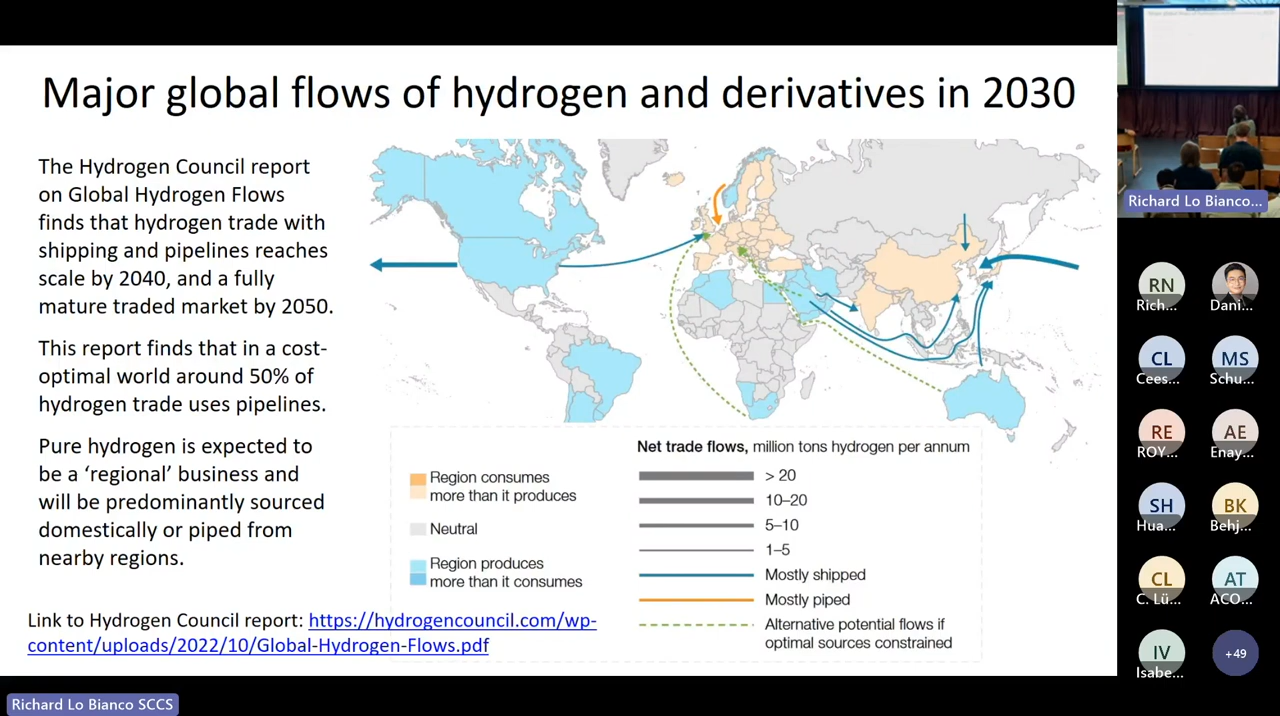 Major global flows of hydrogen and derivatives in 2030
The Hydrogen Council report
on Global Hydrogen Flows
finds that hydrogen trade with
shipping and pipelines reaches
scale by 2040, and a fully
mature traded market by 2050.
This report finds that in a cost-
optimal world around 50% of
hydrogen trade uses pipelines.
Pure hydrogen is expected to
be a ‘regional’ business and
will be predominantly sourced
domestically or piped from
nearby regions.
Region consumes
more than it produces
Neutral
Region produces
more than it consumes
Net trade flows, million tons hydrogen per annum
> 20
10–20
5–10
1–5
Mostly shipped
Mostly piped
Alternative potential flows if
optimal sources constrained
Link to Hydrogen Council report: https://hydrogencouncil.com/wp-
content/uploads/2022/10/Global-Hydrogen-Flows.pdf
Richard Lo Bianco SCCS
Richard Lo Bianco...
RN
Rich...
Dani...
CL
Cees...
MS
Schu...
RE
ROY...
AE
Enay...
SH
Hua...
BK
Behj...
CL
C. Lü...
AT
ACO...
IV
Isabe...
+49